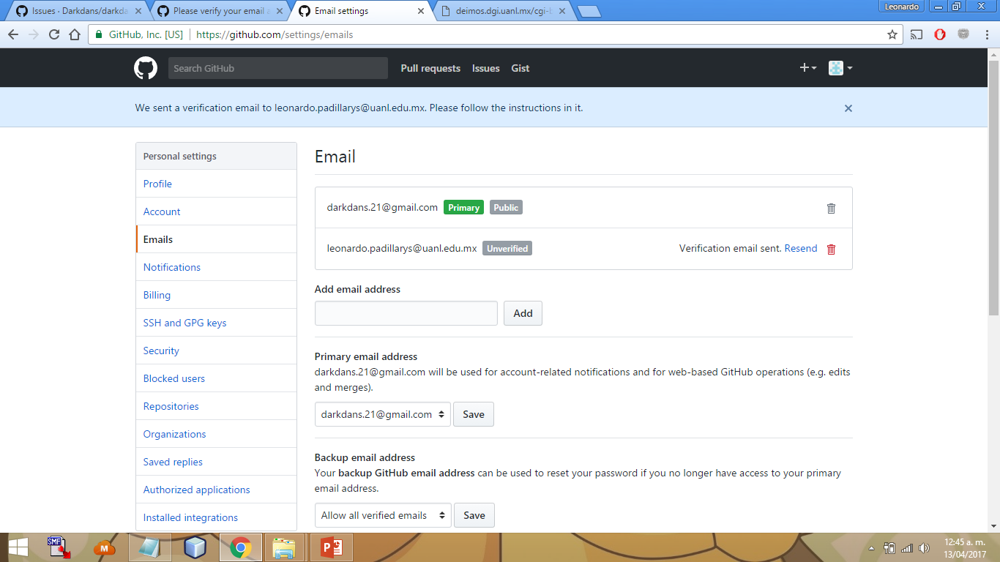 Issues · Darkdans/darkda
Please verify your email a
Email settings
deimos.dgi.uanl.mx/cgi-b
Leonardo
GitHub, Inc. [US]
https://github.com/settings/emails
Search GitHub
Pull requests
Issues
Gist
We sent a verification email to leonardo.padillarys@uanl.edu.mx. Please follow the instructions in it.
Personal settings
Profile
Account
Emails
Notifications
Billing
SSH and GPG keys
Security
Blocked users
Repositories
Organizations
Saved replies
Authorized applications
Installed integrations
Email
darkdans.21@gmail.com Primary Public
leonardo.padillarys@uanl.edu.mx Unverified Verification email sent. Resend
Add email address
Add
Primary email address
darkdans.21@gmail.com will be used for account-related notifications and for web-based GitHub operations (e.g. edits
and merges).
darkdans.21@gmail.com Save
Backup email address
Your backup GitHub email address can be used to reset your password if you no longer have access to your primary
email address.
Allow all verified emails Save
SMF
M
P
12:45 a. m.
13/04/2017